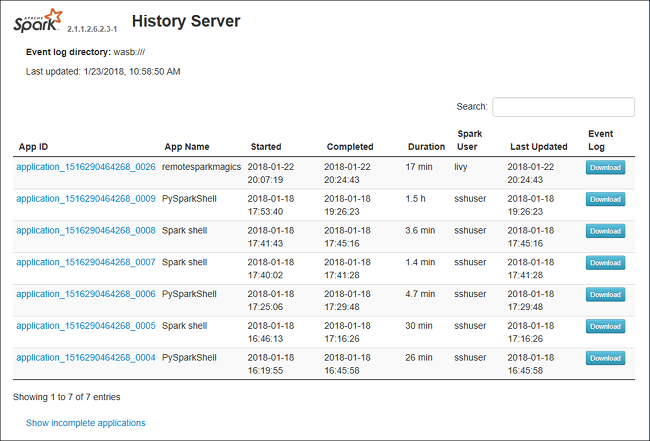 APACHE
Spark 2.1.1.2.6.2.3-1 History Server
Event log directory: wasb:///
Last updated: 1/23/2018, 10:58:50 AM
Search:
App ID App Name Started Completed Duration Spark User Last Updated Event Log
application_1516290464268_0026 remotesparkmagics 2018-01-22 20:07:19 2018-01-22 20:24:43 17 min livy 2018-01-22 20:24:43 Download
application_1516290464268_0009 PySparkShell 2018-01-18 17:53:40 2018-01-18 19:26:23 1.5 h sshuser 2018-01-18 19:26:23 Download
application_1516290464268_0008 Spark shell 2018-01-18 17:41:43 2018-01-18 17:45:16 3.6 min sshuser 2018-01-18 17:45:16 Download
application_1516290464268_0007 Spark shell 2018-01-18 17:40:02 2018-01-18 17:41:28 1.4 min sshuser 2018-01-18 17:41:28 Download
application_1516290464268_0006 PySparkShell 2018-01-18 17:25:06 2018-01-18 17:29:48 4.7 min sshuser 2018-01-18 17:29:48 Download
application_1516290464268_0005 Spark shell 2018-01-18 16:46:13 2018-01-18 17:16:26 30 min sshuser 2018-01-18 17:16:26 Download
application_1516290464268_0004 PySparkShell 2018-01-18 16:19:55 2018-01-18 16:45:58 26 min sshuser 2018-01-18 16:45:58 Download
Showing 1 to 7 of 7 entries
Show incomplete applications